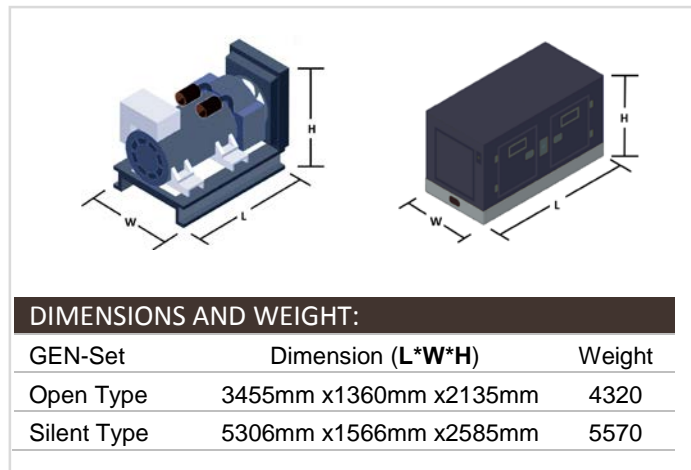 H
W
L
H
W
L
DIMENSIONS AND WEIGHT:
GEN-Set Dimension (L*W*H) Weight
Open Type 3455mm x1360mm x2135mm 4320
Silent Type 5306mm x1566mm x2585mm 5570